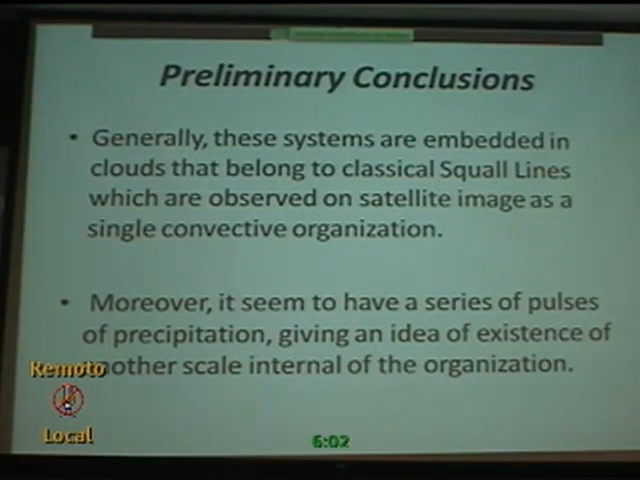 Preliminary Conclusions
• Generally, these systems are embedded in
clouds that belong to classical Squall Lines
which are observed on satellite image as a
single convective organization.
• Moreover, it seem to have a series of pulses
of precipitation, giving an idea of existence of
another scale internal of the organization.
Remoto
Local
6:02